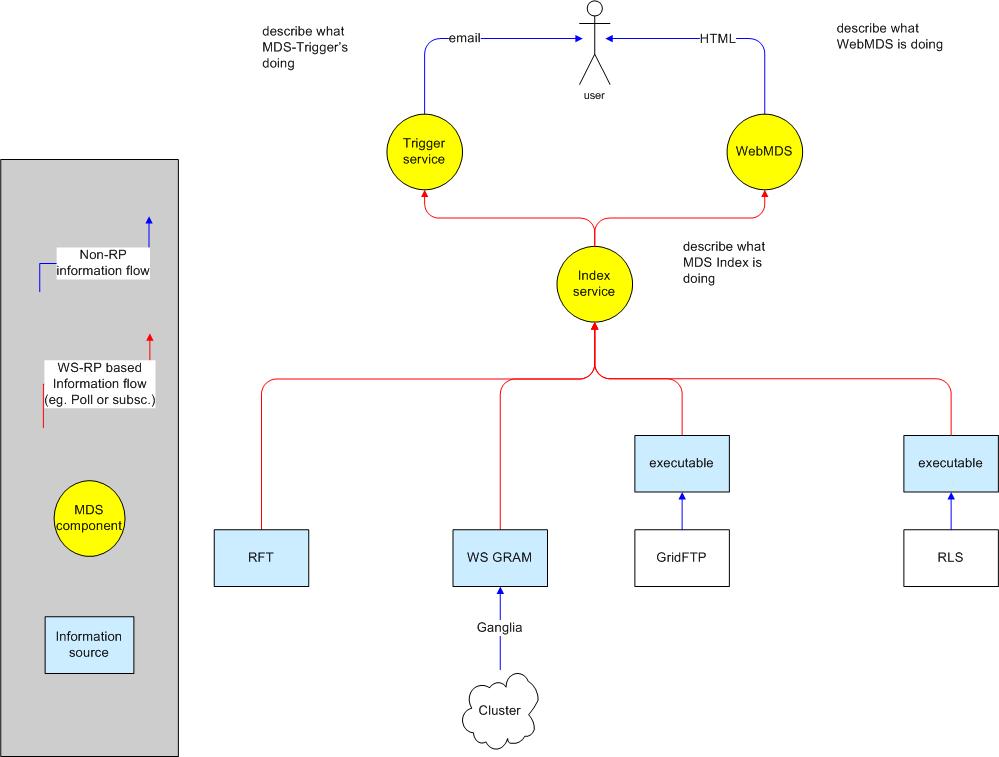 describe what
MDS-Trigger's
doing
email
HTML
describe what
WebMDS is doing
user
Trigger
service
WebMDS
Index
service
describe what
MDS Index is
doing
Non-RP
information flow
WS-RP based
Information flow
(eg. Poll or subsc.)
MDS
component
Information
source
executable
executable
RFT
WS GRAM
GridFTP
RLS
Ganglia
Cluster